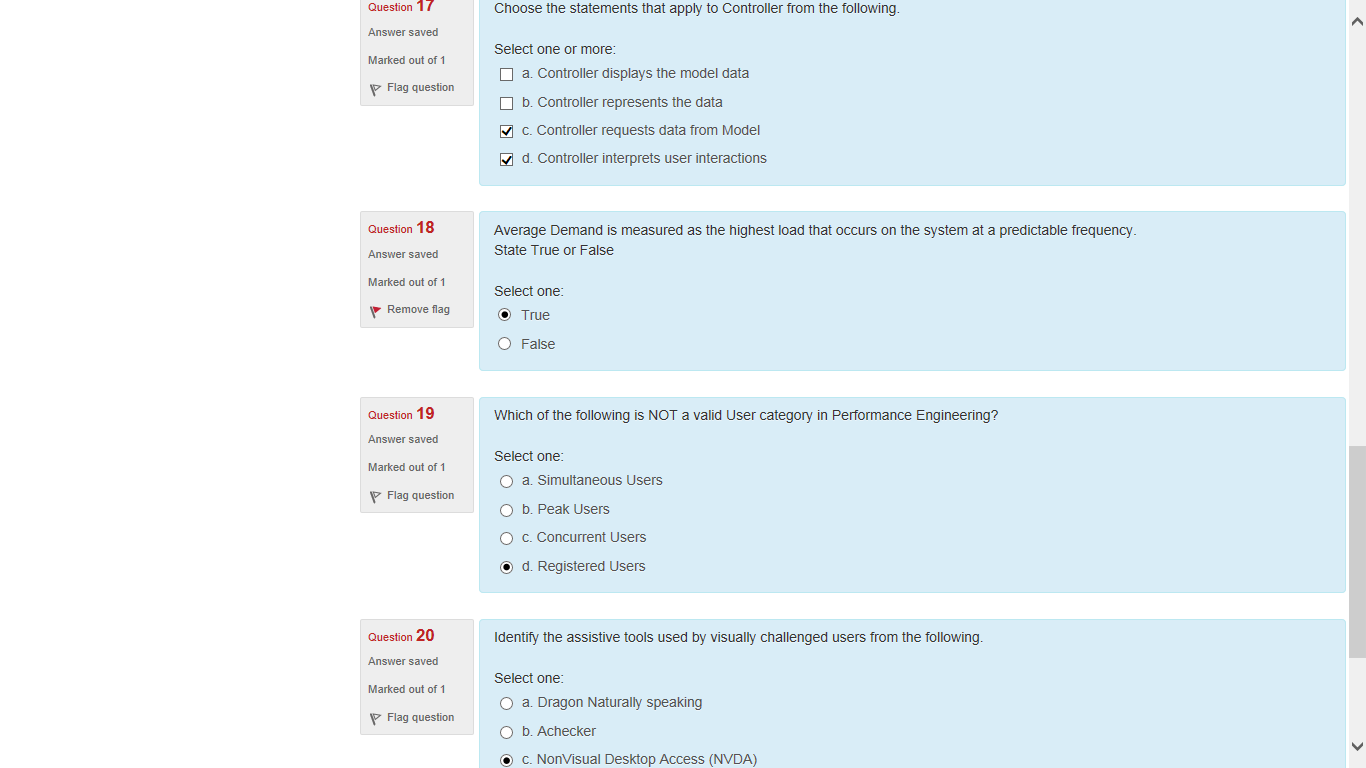 Question 17
Answer saved
Marked out of 1
Flag question
Choose the statements that apply to Controller from the following.
Select one or more:
a. Controller displays the model data
b. Controller represents the data
c. Controller requests data from Model
d. Controller interprets user interactions
Question 18
Answer saved
Marked out of 1
Remove flag
Average Demand is measured as the highest load that occurs on the system at a predictable frequency.
State True or False
Select one:
True
False
Question 19
Answer saved
Marked out of 1
Flag question
Which of the following is NOT a valid User category in Performance Engineering?
Select one:
a. Simultaneous Users
b. Peak Users
c. Concurrent Users
d. Registered Users
Question 20
Answer saved
Marked out of 1
Flag question
Identify the assistive tools used by visually challenged users from the following.
Select one:
a. Dragon Naturally speaking
b. Achecker
c. NonVisual Desktop Access (NVDA)